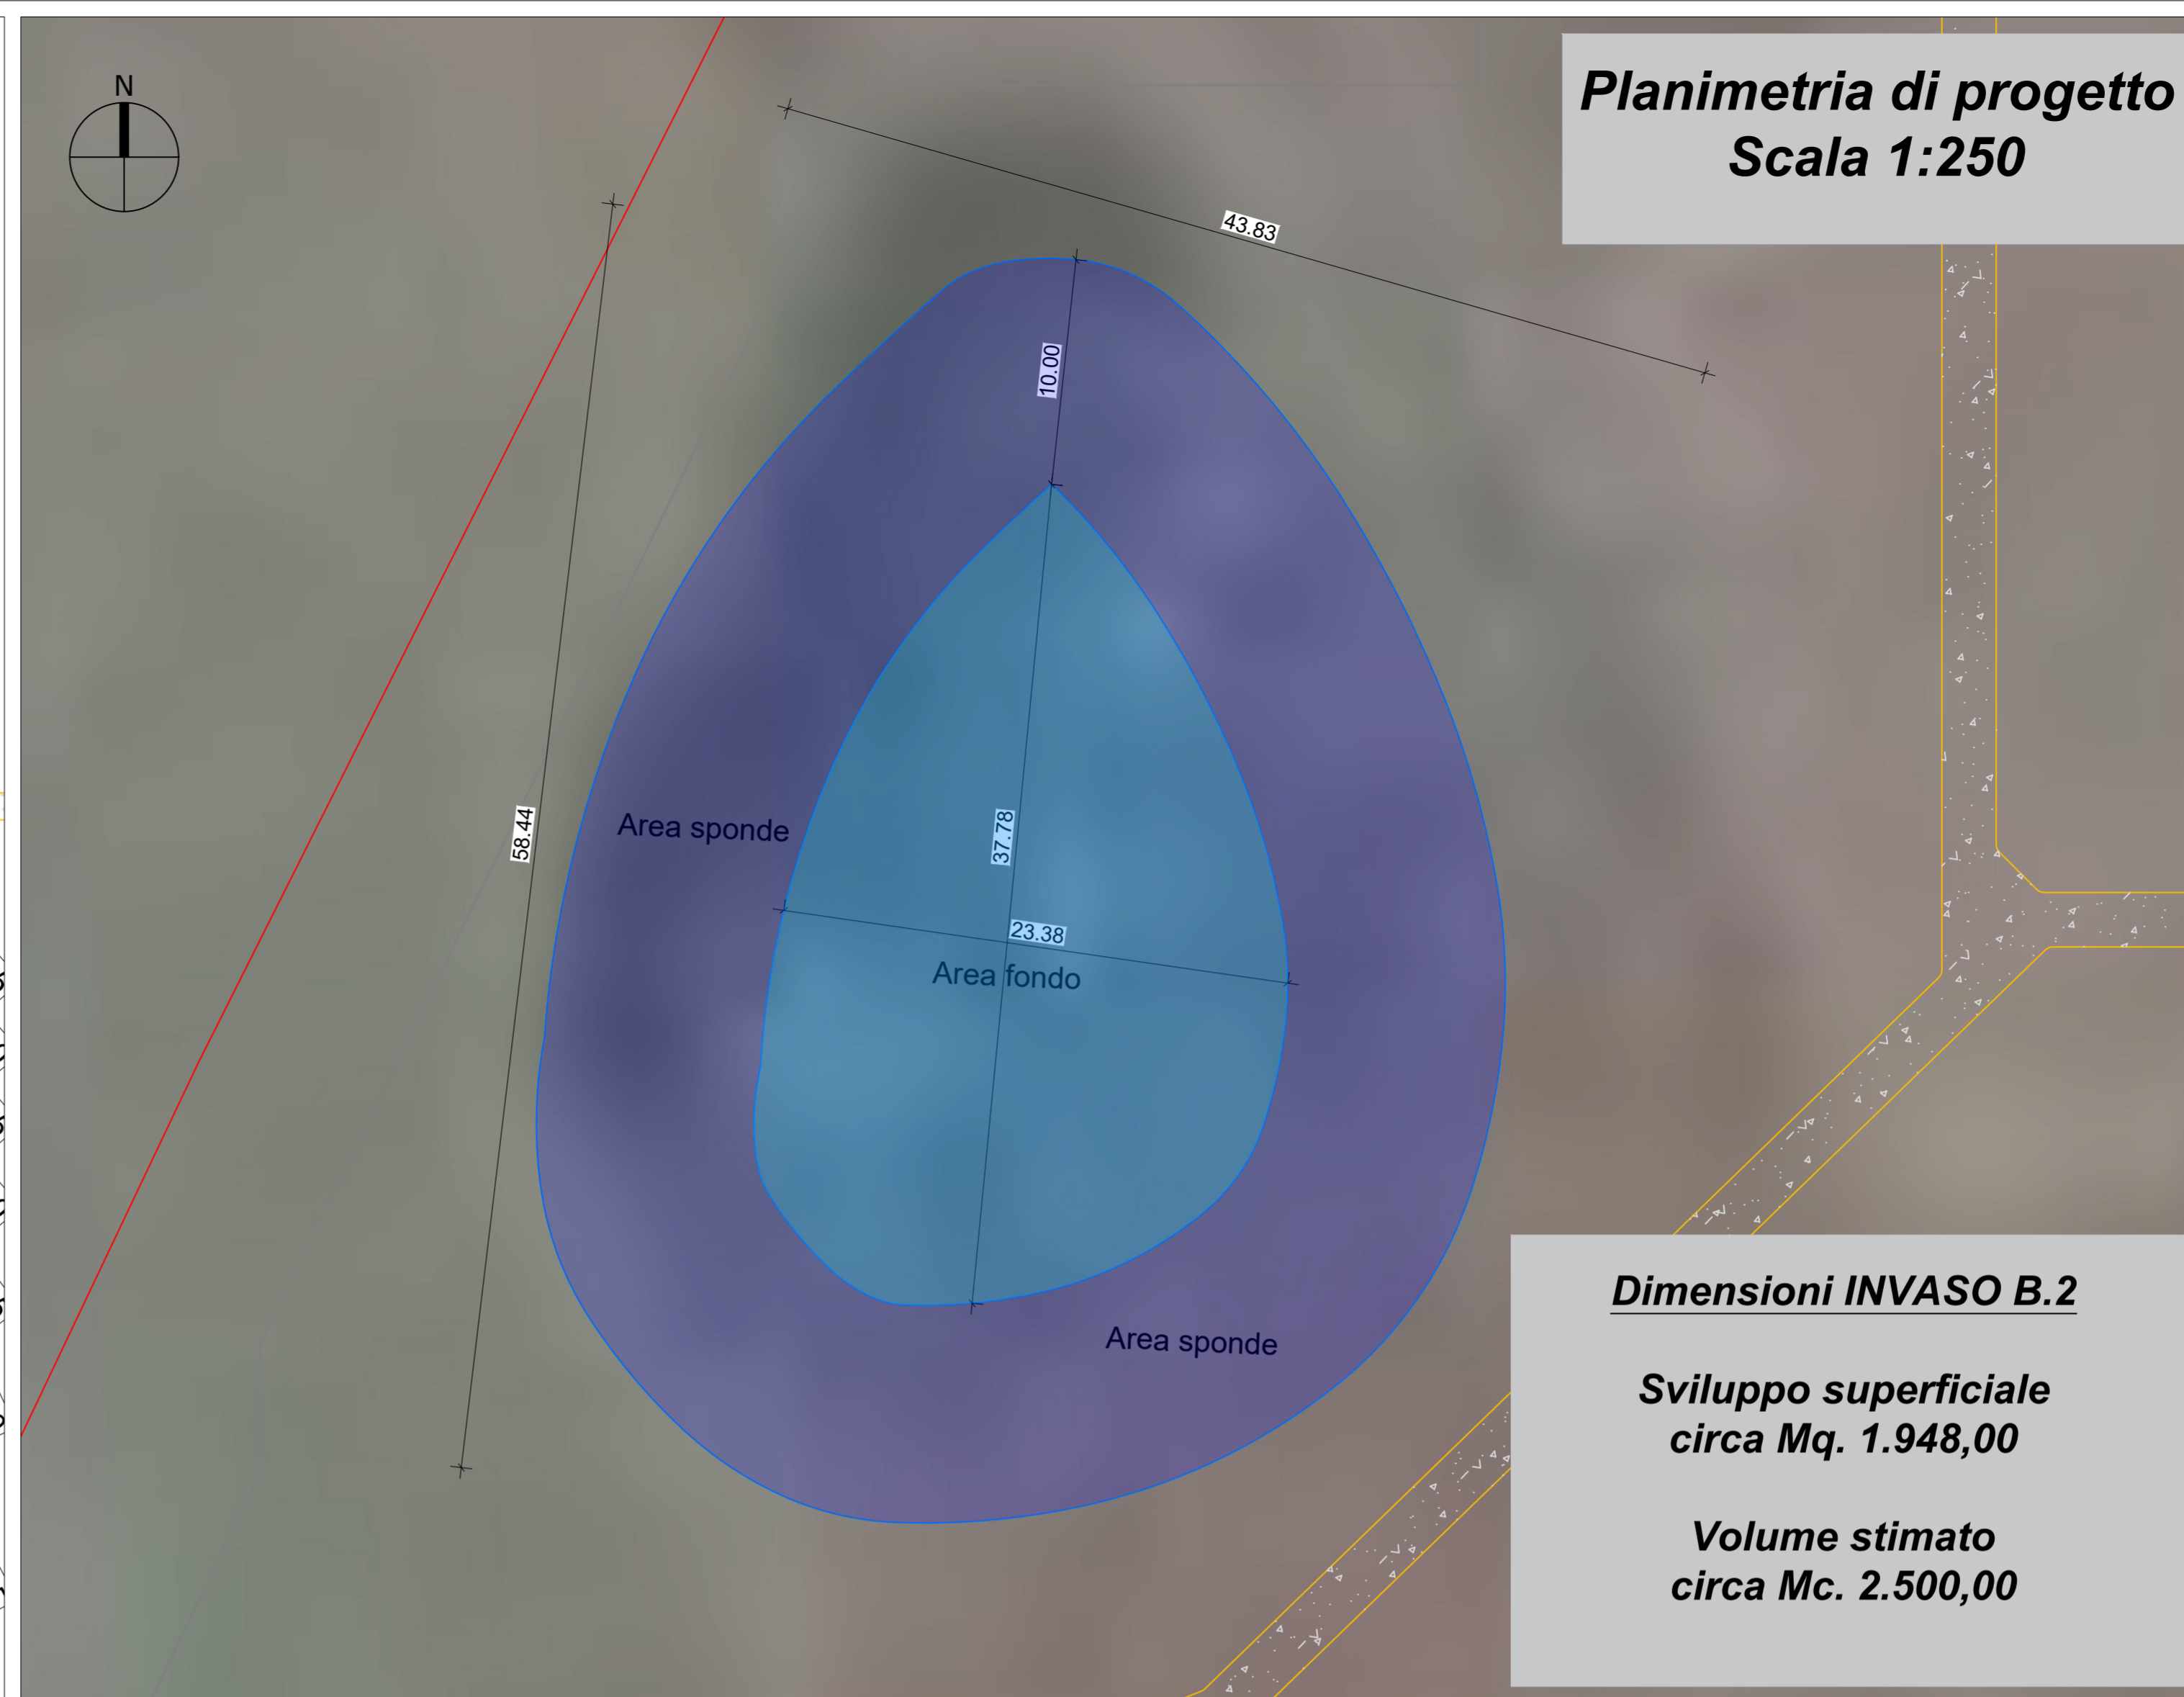 N
Planimetria di progetto
Scala 1:250
43.83
10.00
58.44
Area sponde
37.78
23.38
Area fondo
Area sponde
Dimensioni INVASO B.2
Sviluppo superficiale
circa Mq. 1.948,00
Volume stimato
circa Mc. 2.500,00